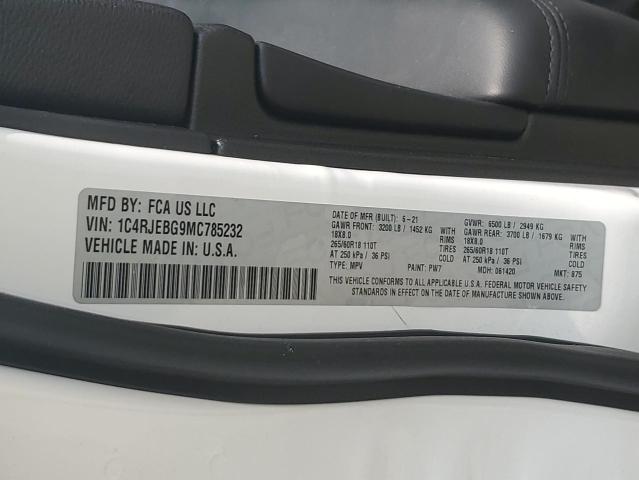 MFD BY: FCA US LLC
VIN: 1C4RJEBG9MC785232
VEHICLE MADE IN: U.S.A.
DATE OF MFR (BUILT): 6-21
GVWR: 6500 LB / 2949 KG
GAWR FRONT: 3200 LB / 1452 KG WITH
GAWR REAR: 3700 LB / 1679 KG WITH
18X8.0 RIMS
18X8.0 RIMS
265/60R18 110T TIRES
265/60R18 110T TIRES
AT 250 kPa / 36 PSI
AT 250 kPa / 36 PSI
TYPE: MPV PAINT: PW7 MDH: 061420 MKT: 875
THIS VEHICLE CONFORMS TO ALL APPLICABLE U.S.A. FEDERAL MOTOR VEHICLE SAFETY
STANDARDS IN EFFECT ON THE DATE OF MANUFACTURE SHOWN ABOVE.